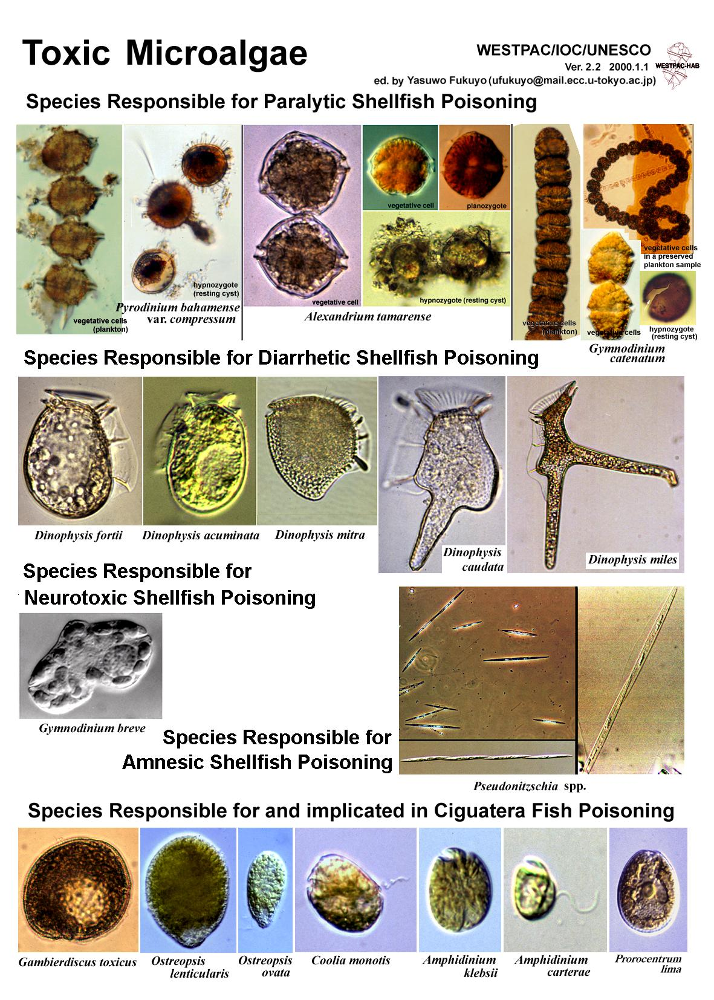 Toxic Microalgae
WESTPAC/IOC/UNESCO
Ver. 2.2 2000.1.1
WESTPAC-HAB
ed. by Yasuwo Fukuyo (ufukuyo@mail.ecc.u-tokyo.ac.jp)
Species Responsible for Paralytic Shellfish Poisoning
vegetative cells
(plankton)
hypnozygote
(resting cyst)
Pyrodinium bahamense
var. compressum
vegetative cell
vegetative cell
planozygote
hypnozygote (resting cyst)
Alexandrium tamarense
vegetative cells
(plankton)
vegetative cells
in a preserved
plankton sample
vegetative cells
hypnozygote
(resting cyst)
Gymnodinium
catenatum
Species Responsible for Diarrhetic Shellfish Poisoning
Dinophysis fortii
Dinophysis acuminata
Dinophysis mitra
Dinophysis
caudata
Dinophysis miles
Species Responsible for
Neurotoxic Shellfish Poisoning
Gymnodinium breve
Species Responsible for
Amnesic Shellfish Poisoning
Pseudonitzschia spp.
Species Responsible for and implicated in Ciguatera Fish Poisoning
Gambierdiscus toxicus
Ostreopsis
lenticularis
Ostreopsis
ovata
Coolia monotis
Amphidinium
klebsii
Amphidinium
carterae
Prorocentrum
lima